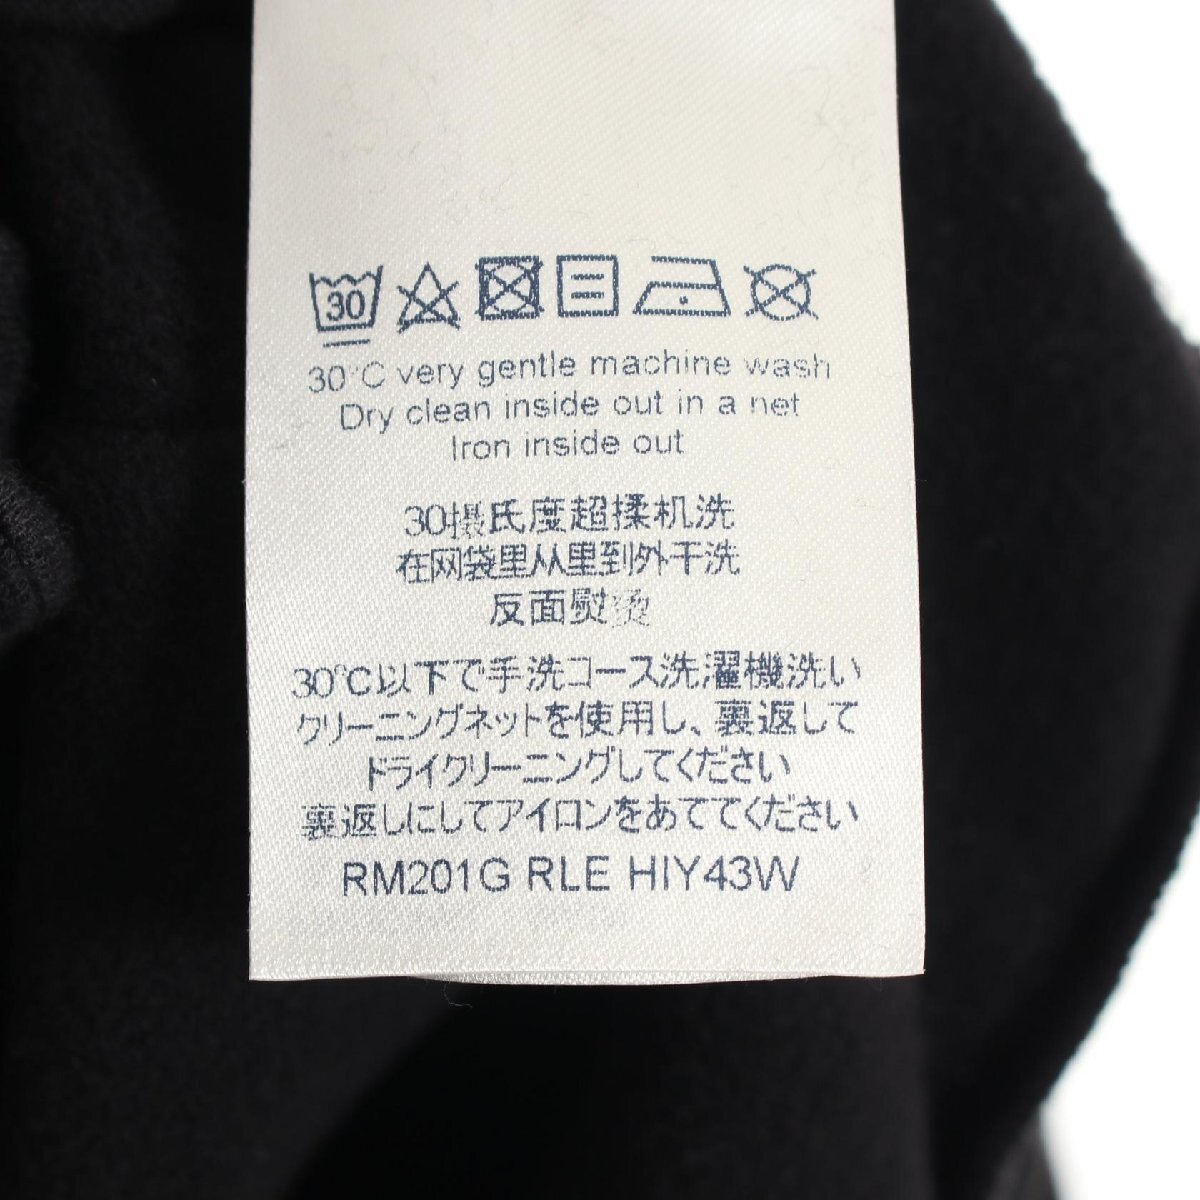 30
30°C very gentle machine wash
Dry clean inside out in a net
Iron inside out
30摄氏度超揉机洗
在网袋里从里到外干洗
反面熨烫
30℃以下で手洗コース洗濯機洗い
クリーニングネットを使用し、裏返して
ドライクリーニングしてください
裏返しにしてアイロンをあててください
RM201G RLE HIY43W